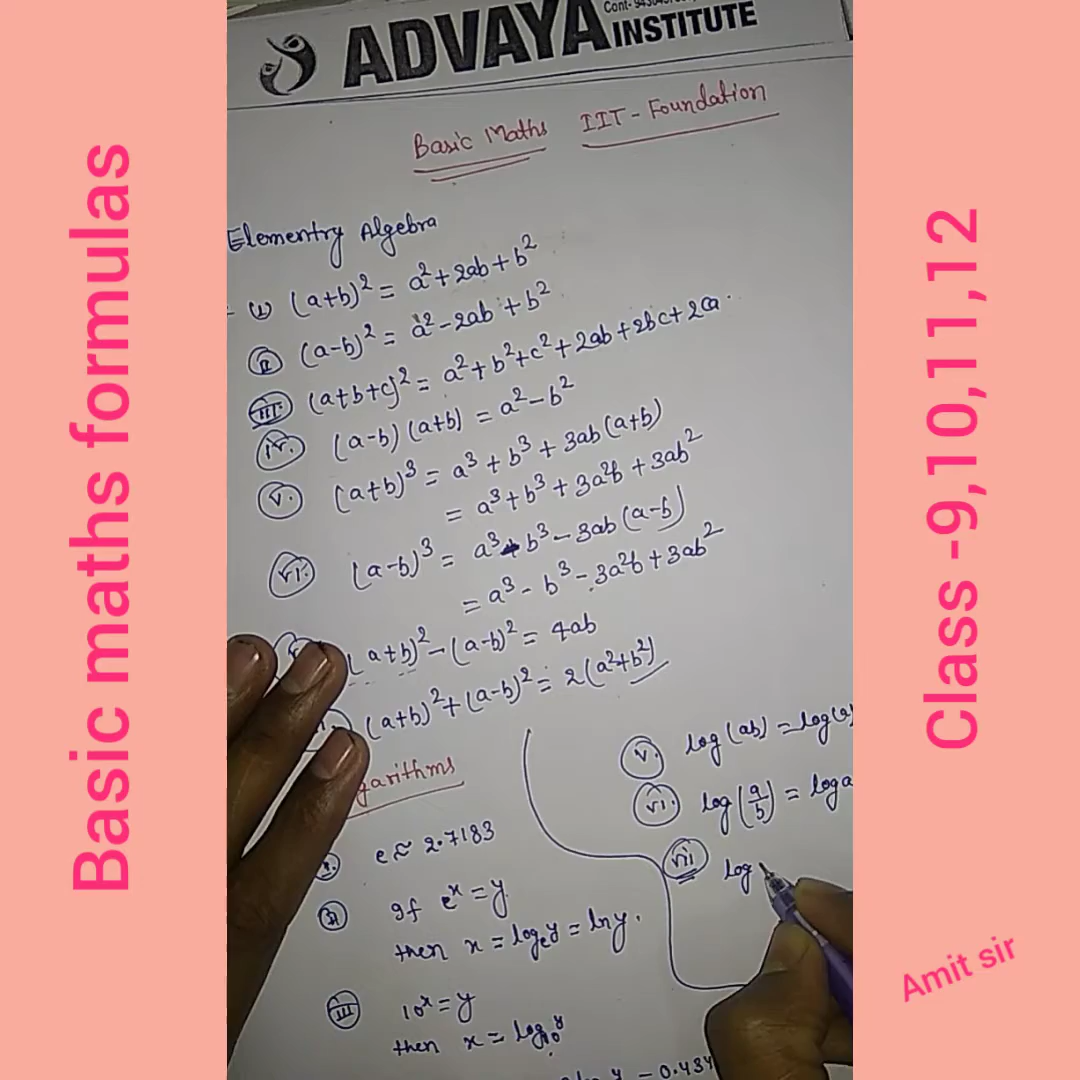 Basic maths formulas
ADVAYA
INSTITUTE
Basic Maths IIT - Foundation
Elementry Algebra
(i) (a+b)² = a² + 2ab + b²
(ii) (a-b)² = a² - 2ab + b²
(iii) (a+b+c)² = a² + b² + c² + 2ab + 2bc + 2ca.
(iv) (a-b) (a+b) = a² - b²
(v) (a+b)³ = a³ + b³ + 3ab (a+b)
= a³ + b³ + 3a²b + 3ab²
(vi) (a-b)³ = a³ - b³ - 3ab (a-b)
= a³ - b³ - 3a²b + 3ab²
(a+b)² - (a-b)² = 4ab
(a+b)² + (a-b)² = 2(a²+b²)
garithms
e ≈ 2.7183
(ii) If eˣ = y
then x = logₑy = ln y.
(III) 10ˣ = y
then x = log₁₀y
0.434
(v) log(ab) = log(a)
(vi) log(a/b) = log a
(vii) log
Class -9,10,11,12
Amit sir